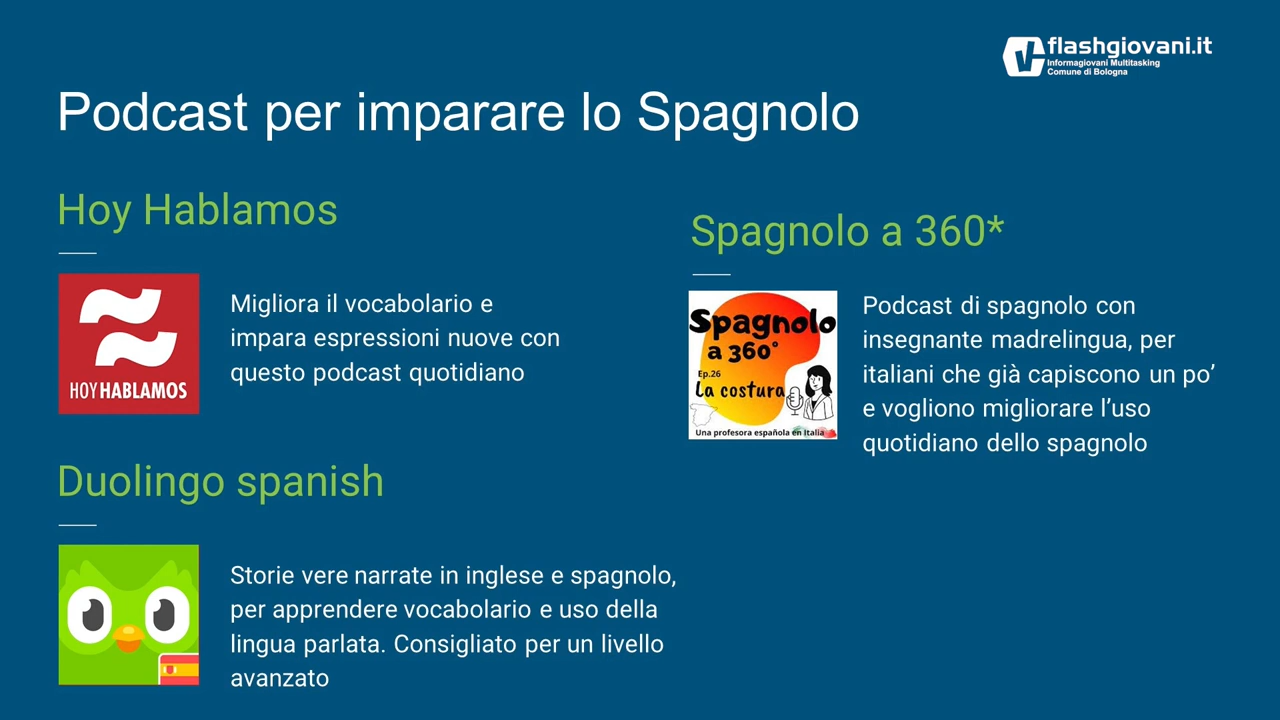 flashgiovani.it
Informagiovani Multitasking
Comune di Bologna
Podcast per imparare lo Spagnolo
Hoy Hablamos
HOY HABLAMOS
Migliora il vocabolario e
impara espressioni nuove con
questo podcast quotidiano
Duolingo spanish
Storie vere narrate in inglese e spagnolo,
per apprendere vocabolario e uso della
lingua parlata. Consigliato per un livello
avanzato
Spagnolo a 360*
Spagnolo
a 360°
Ep.26
La costura
Una profesora española en Italia
Podcast di spagnolo con
insegnante madrelingua, per
italiani che già capiscono un po’
e vogliono migliorare l’uso
quotidiano dello spagnolo